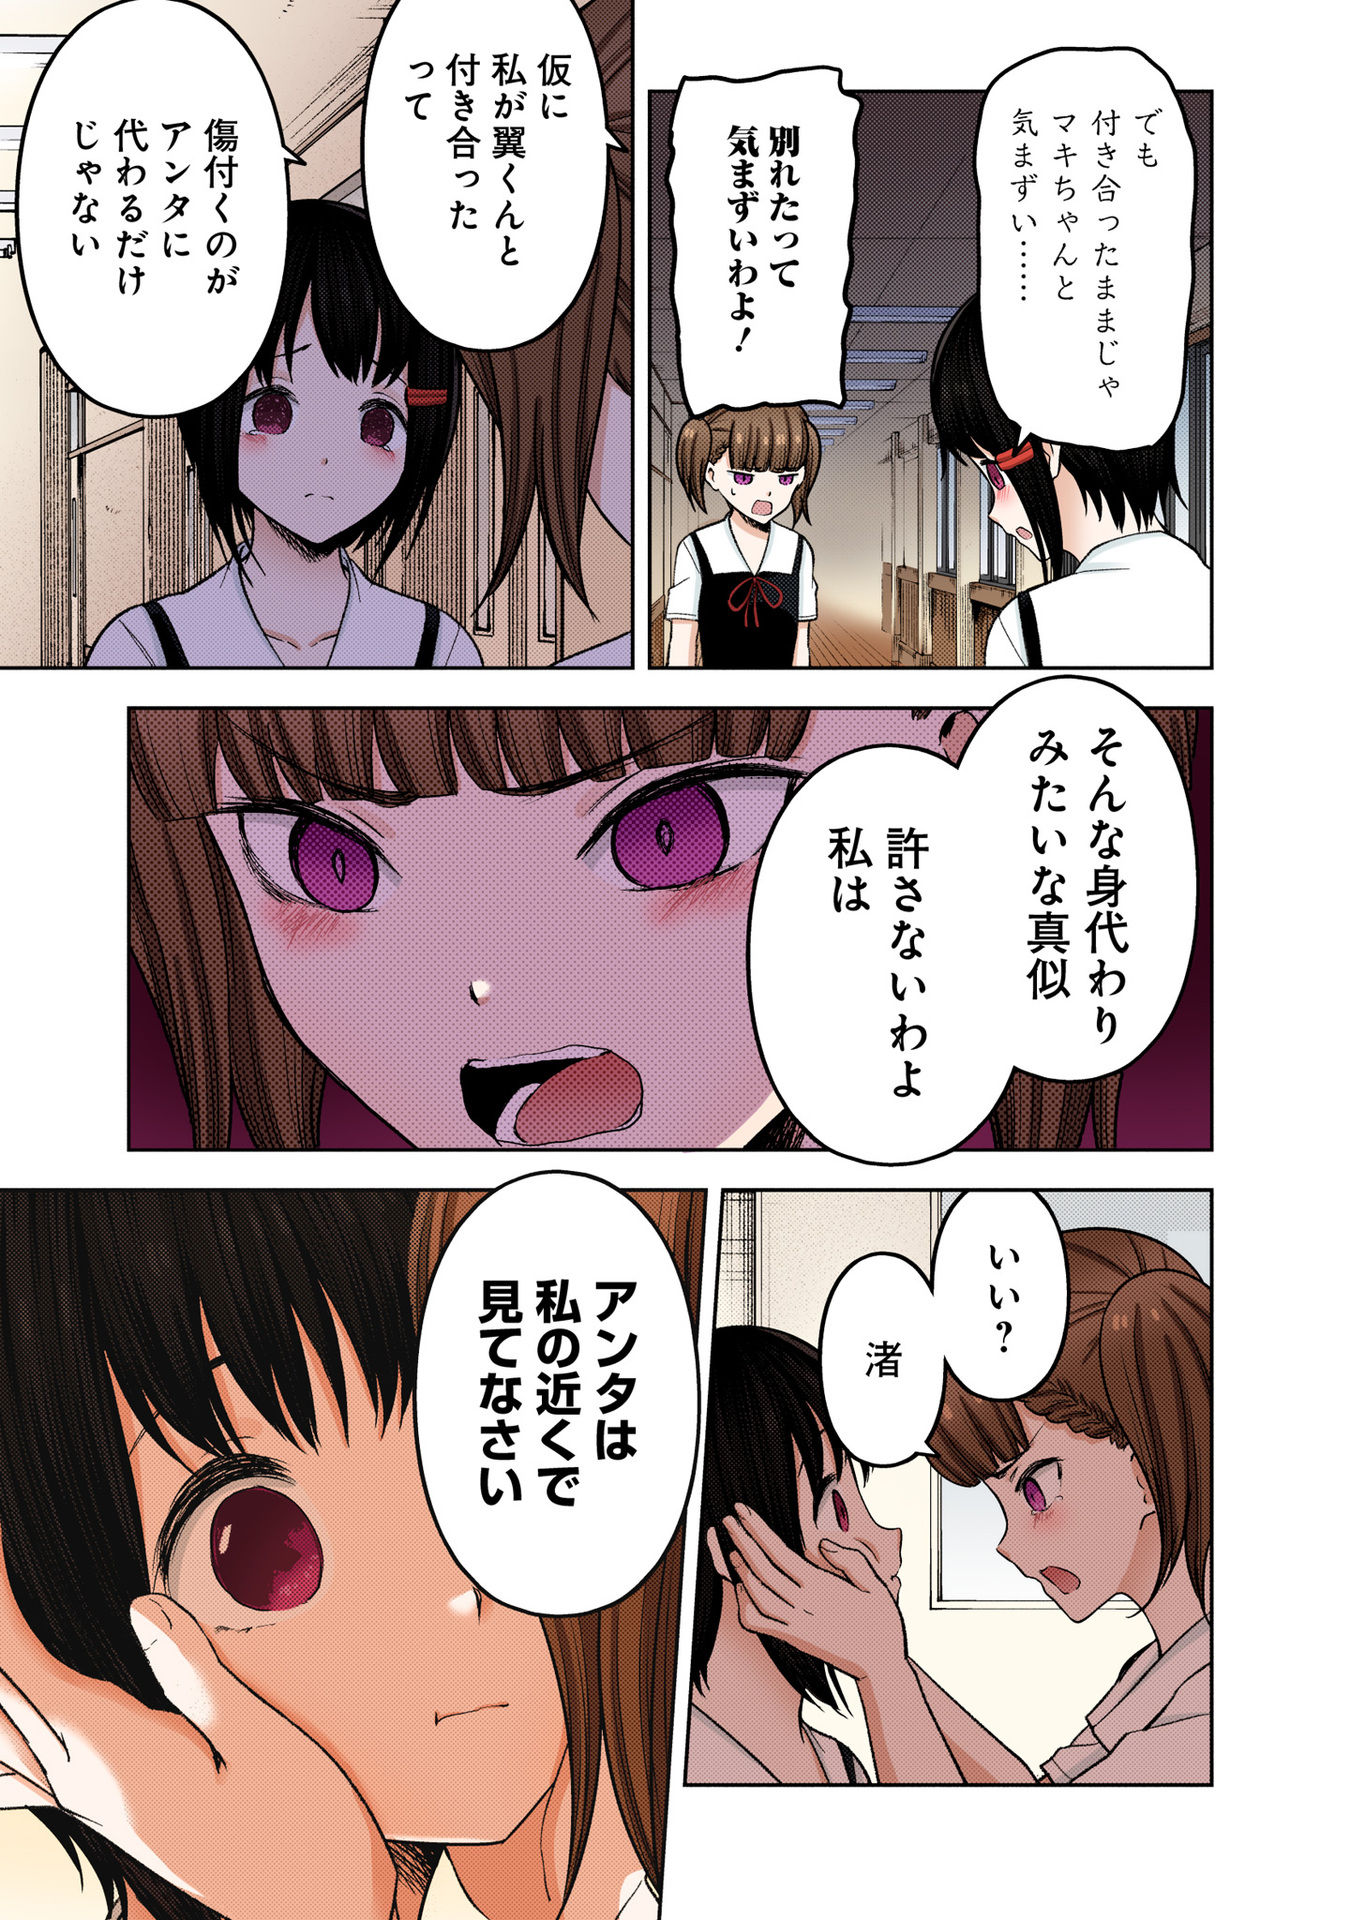 でも
付き合ったままじゃ
マキちゃんと
気まずい……
別れたって
気まずいわよ！
仮に
私が翼くんと
付き合った
って
傷付くのが
アンタに
代わるだけ
じゃない
そんな身代わり
みたいな真似
許さないわよ
私は
いい？
渚
アンタは
私の近くで
見てなさい